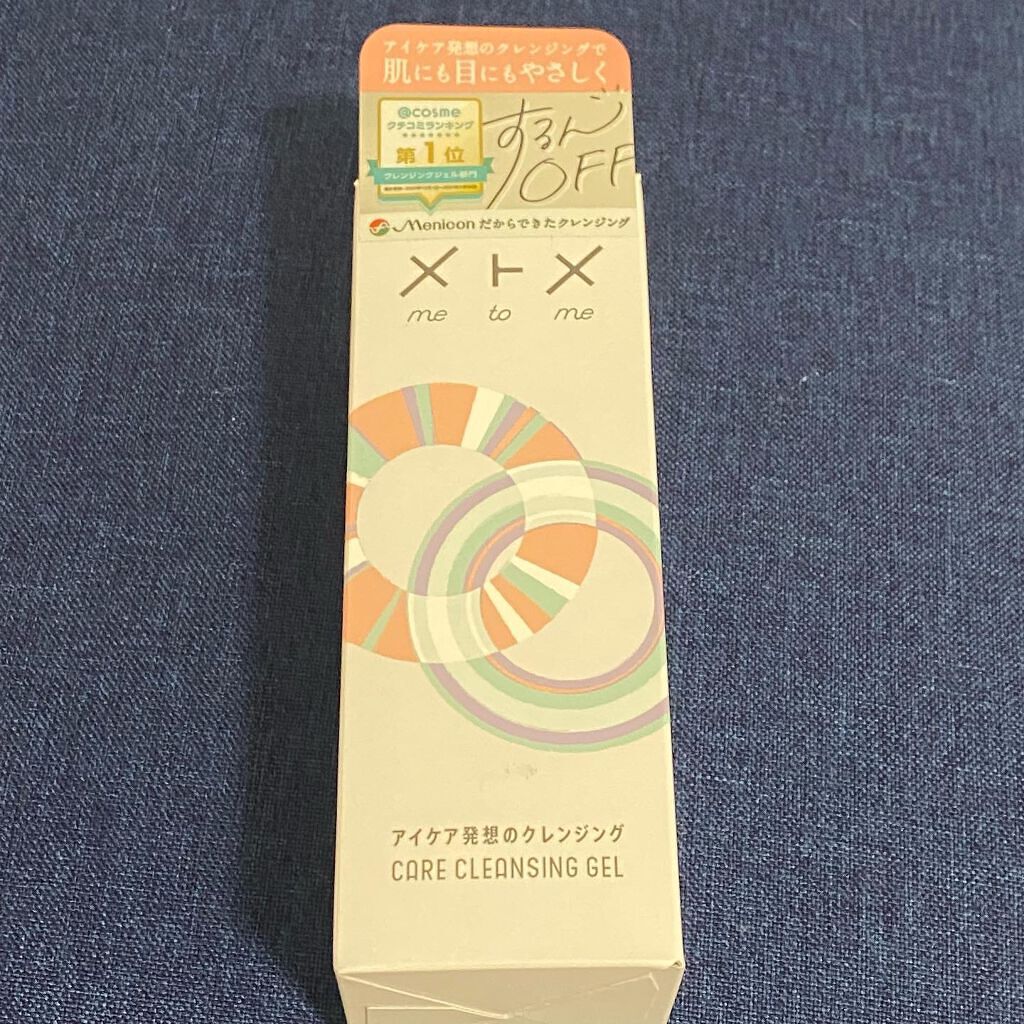 アイケア発想のクレンジングで
肌にも目にもやさしく
@cosme
クチコミランキング
第1位
クレンジングジェル部門
するん
OFF
Menicon だからできたクレンジング
メトメ
me to me
アイケア発想のクレンジング
CARE CLEANSING GEL